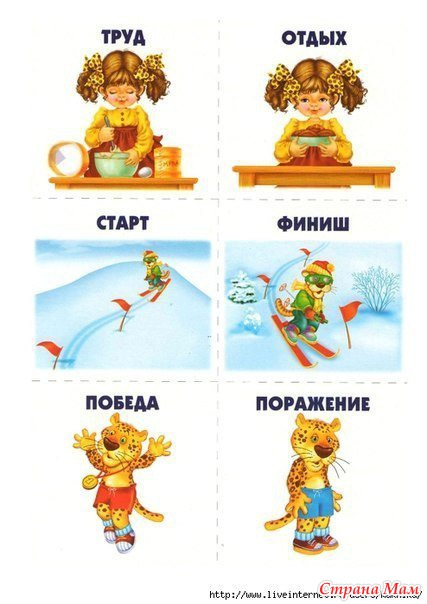 ТРУД
ОТДЫХ
СТАРТ
ФИНИШ
ПОБЕДА
ПОРАЖЕНИЕ
Страна Мам